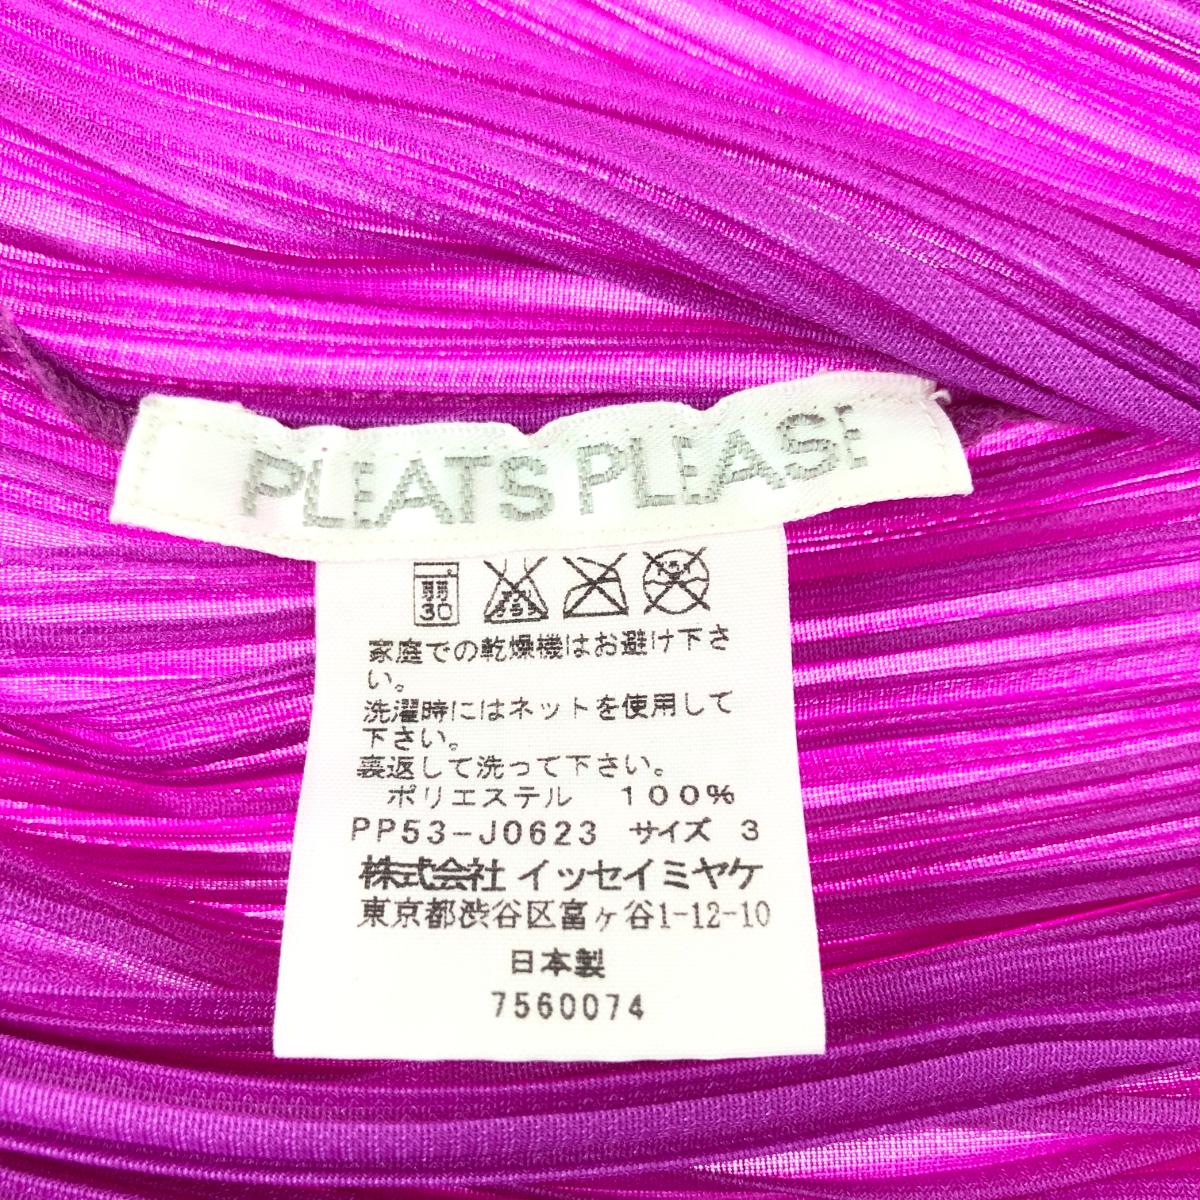 PLEATS PLEASE
弱
30
家庭での乾燥機はお避け下さ
い。
洗濯時にはネットを使用して
下さい。
裏返して洗って下さい。
ポリエステル 100%
PP53-J0623 サイズ 3
株式会社 イッセイミヤケ
東京都渋谷区富ヶ谷1-12-10
日本製
7560074